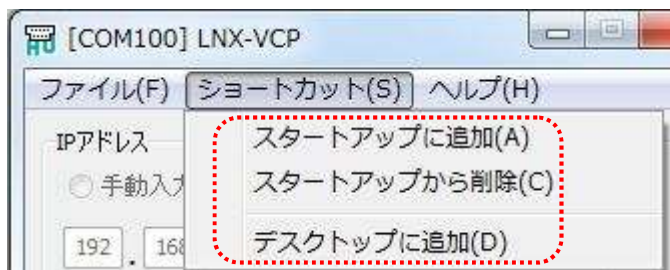 [COM100] LNX-VCP
ファイル(F) ショートカット(S) ヘルプ(H)
IPアドレス
スタートアップに追加(A)
手動入
スタートアップから削除(C)
192 . 168
デスクトップに追加(D)